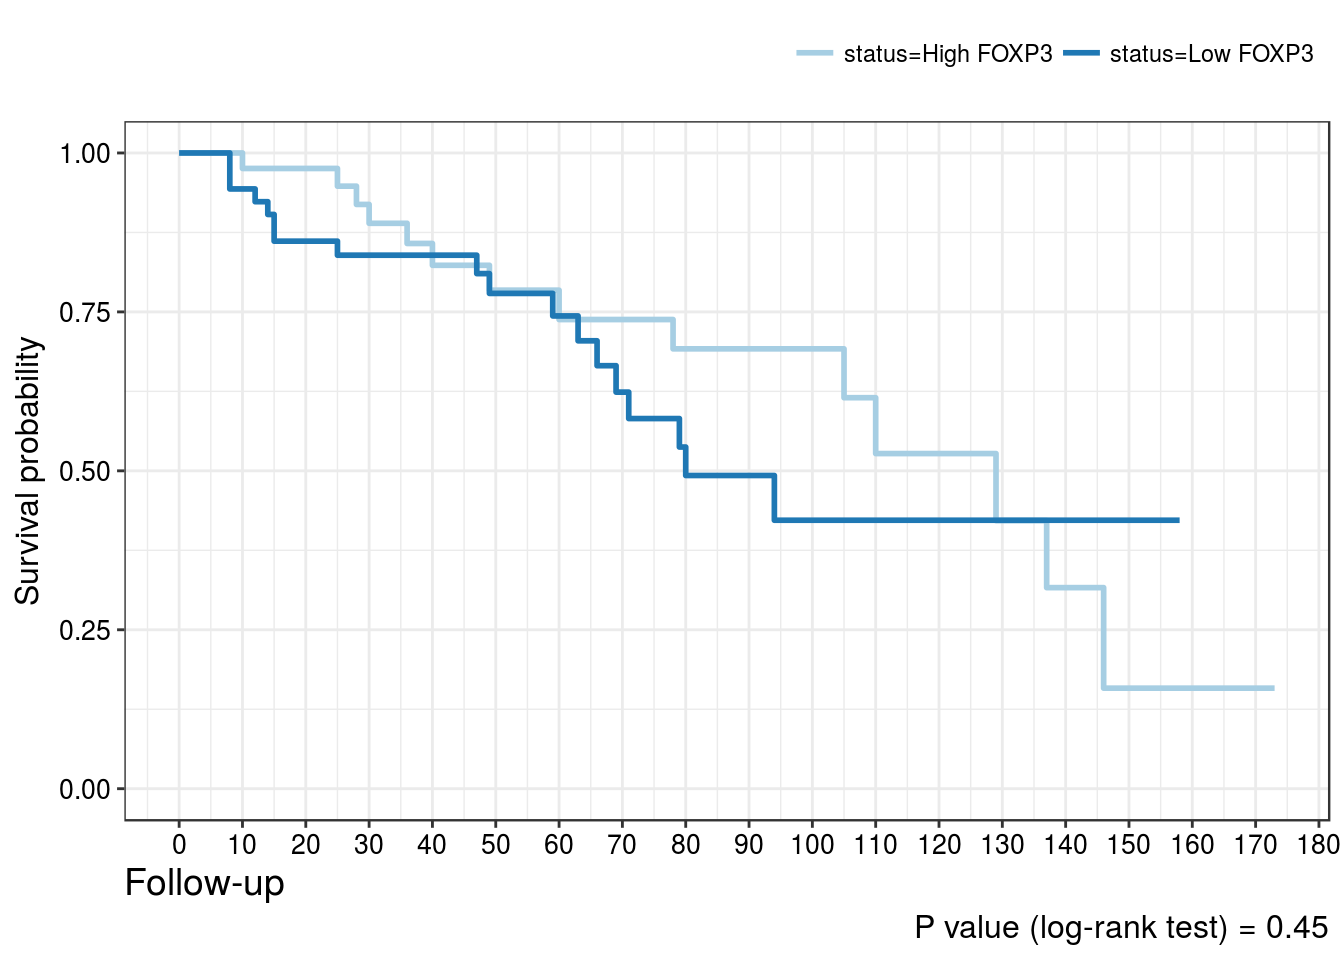 status=High FOXP3 status=Low FOXP3
Survival probability
1.00
0.75
0.50
0.25
0.00
0 10 20 30 40 50 60 70 80 90 100 110 120 130 140 150 160 170 180
Follow-up
P value (log-rank test) = 0.45